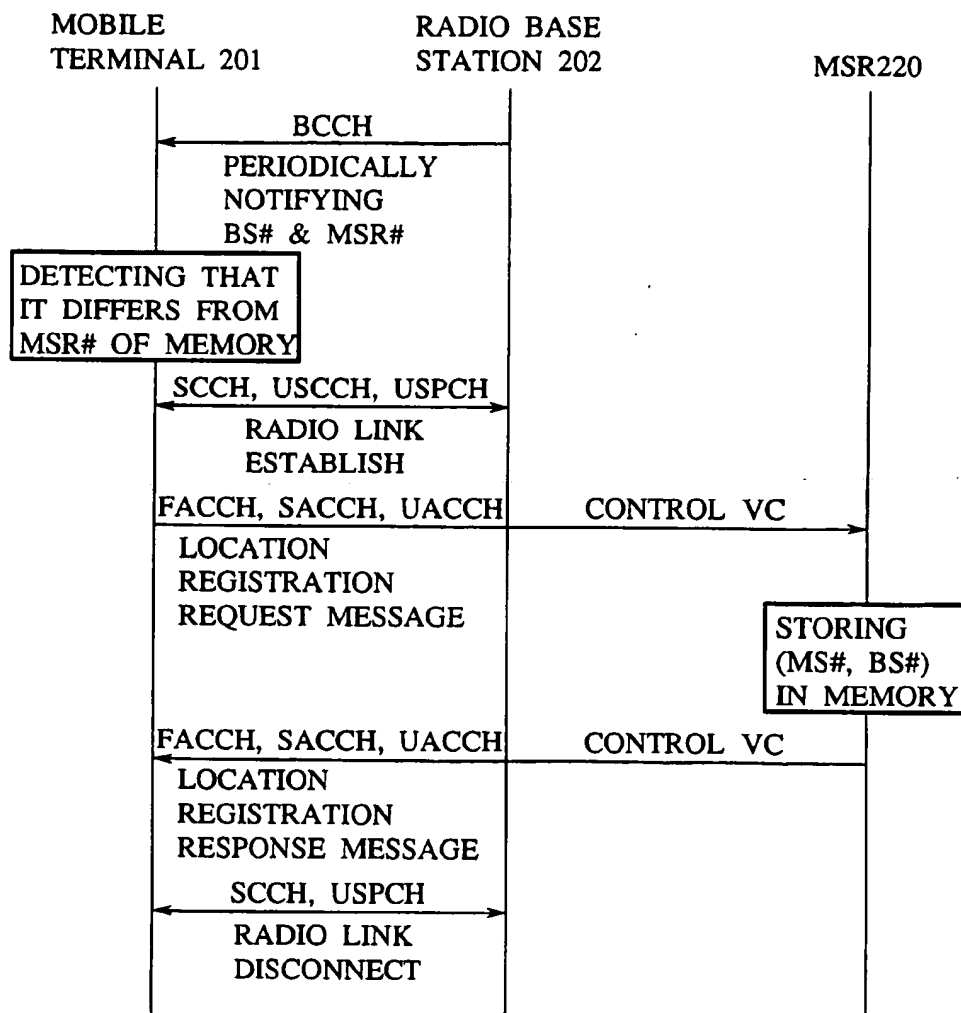 MOBILE
TERMINAL 201
RADIO BASE
STATION 202
MSR220
BCCH
PERIODICALLY
NOTIFYING
BS# & MSR#
DETECTING THAT
IT DIFFERS FROM
MSR# OF MEMORY
SCCH, USCCH, USPCH
RADIO LINK
ESTABLISH
FACCH, SACCH, UACCH
CONTROL VC
LOCATION
REGISTRATION
REQUEST MESSAGE
STORING
(MS#, BS#)
IN MEMORY
FACCH, SACCH, UACCH
CONTROL VC
LOCATION
REGISTRATION
RESPONSE MESSAGE
SCCH, USPCH
RADIO LINK
DISCONNECT